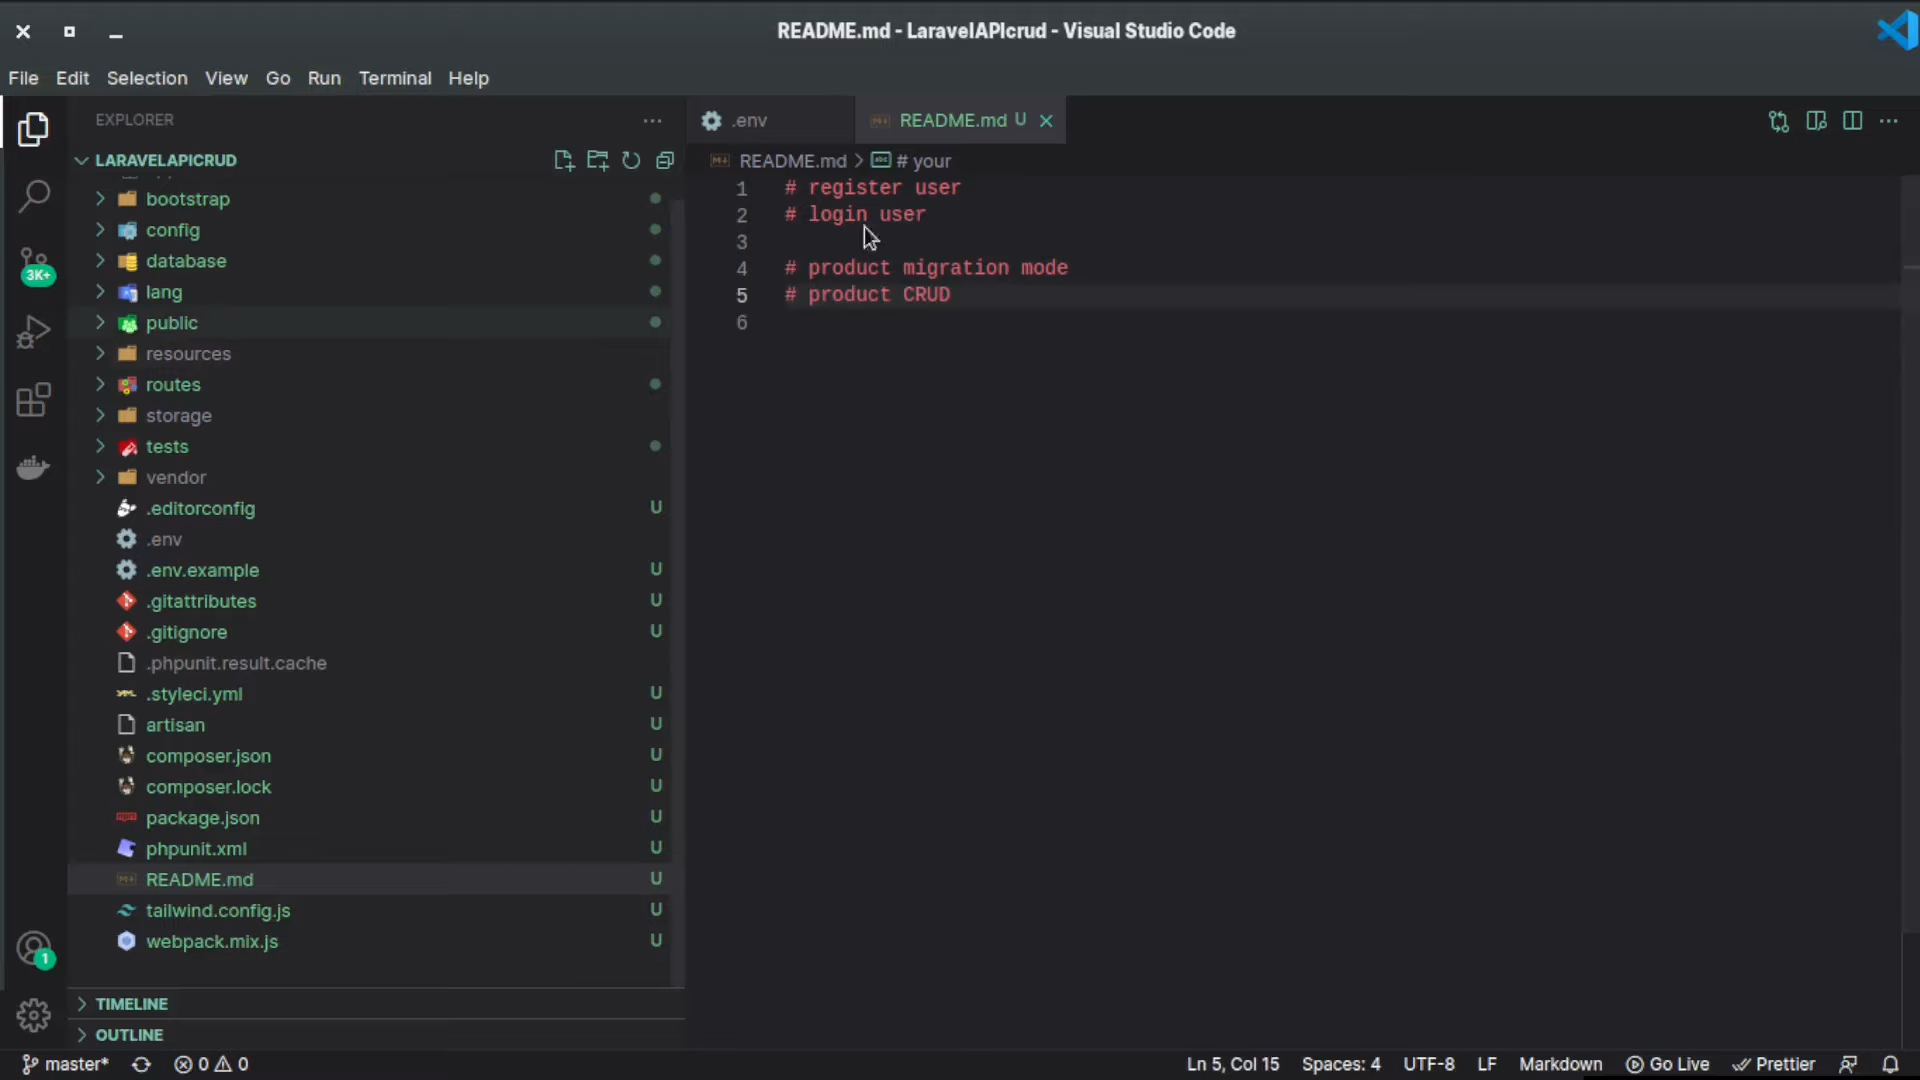 README.md - LaravelAPIcrud - Visual Studio Code
File Edit Selection View Go Run Terminal Help
EXPLORER
.env
README.md U
LARAVELAPICRUD
README.md > # your
bootstrap
config
database
lang
public
resources
routes
storage
tests
vendor
.editorconfig U
.env
.env.example U
.gitattributes U
.gitignore U
.phpunit.result.cache
.styleci.yml U
artisan U
composer.json U
composer.lock U
package.json U
phpunit.xml U
README.md U
tailwind.config.js U
webpack.mix.js U
TIMELINE
OUTLINE
3K+
1
1 # register user
2 # login user
3
4 # product migration mode
5 # product CRUD
6
master* 0 0 Ln 5, Col 15 Spaces: 4 UTF-8 LF Markdown Go Live Prettier